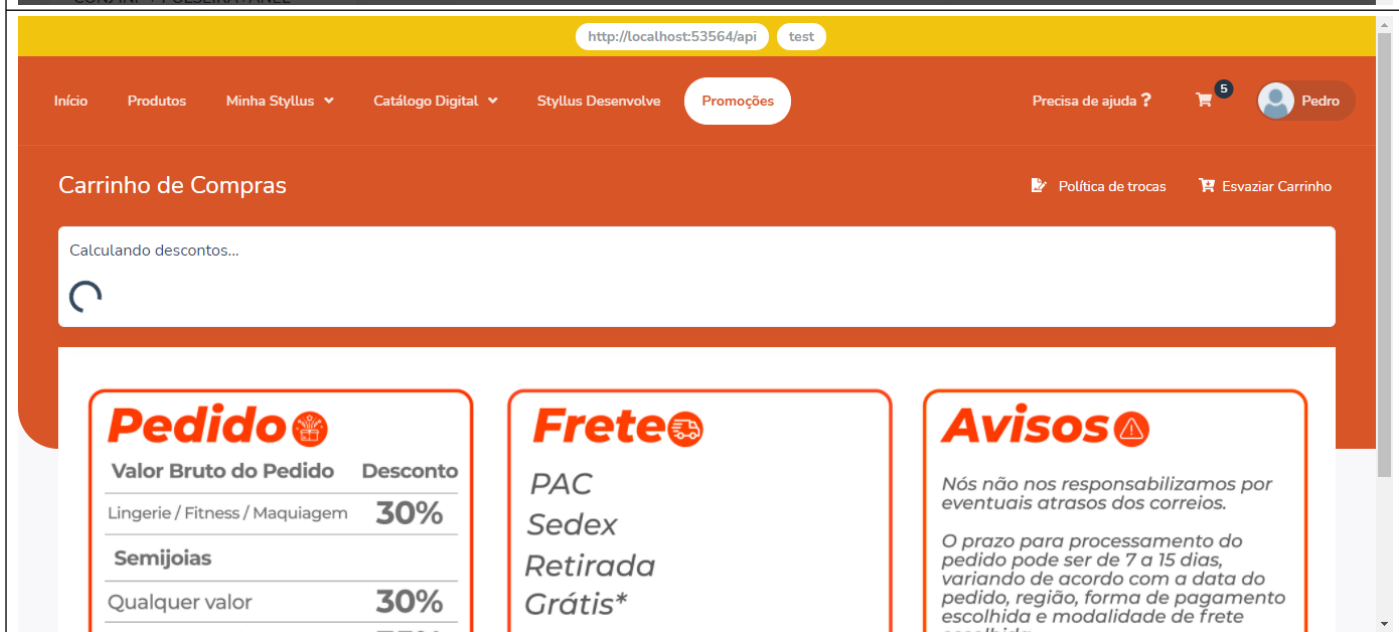 CONJ INF + PULSEIRA+ANEL
http://localhost:53564/api test
Início Produtos Minha Styllus Catálogo Digital Styllus Desenvolve Promoções Precisa de ajuda ? 5 Pedro
Carrinho de Compras Política de trocas Esvaziar Carrinho
Calculando descontos...
Pedido
Valor Bruto do Pedido Desconto
Lingerie / Fitness / Maquiagem 30%
Semijoias
Qualquer valor 30%
Frete
PAC
Sedex
Retirada
Grátis*
Avisos
Nós não nos responsabilizamos por
eventuais atrasos dos correios.
O prazo para processamento do
pedido pode ser de 7 a 15 dias,
variando de acordo com a data do
pedido, região, forma de pagamento
escolhida e modalidade de frete